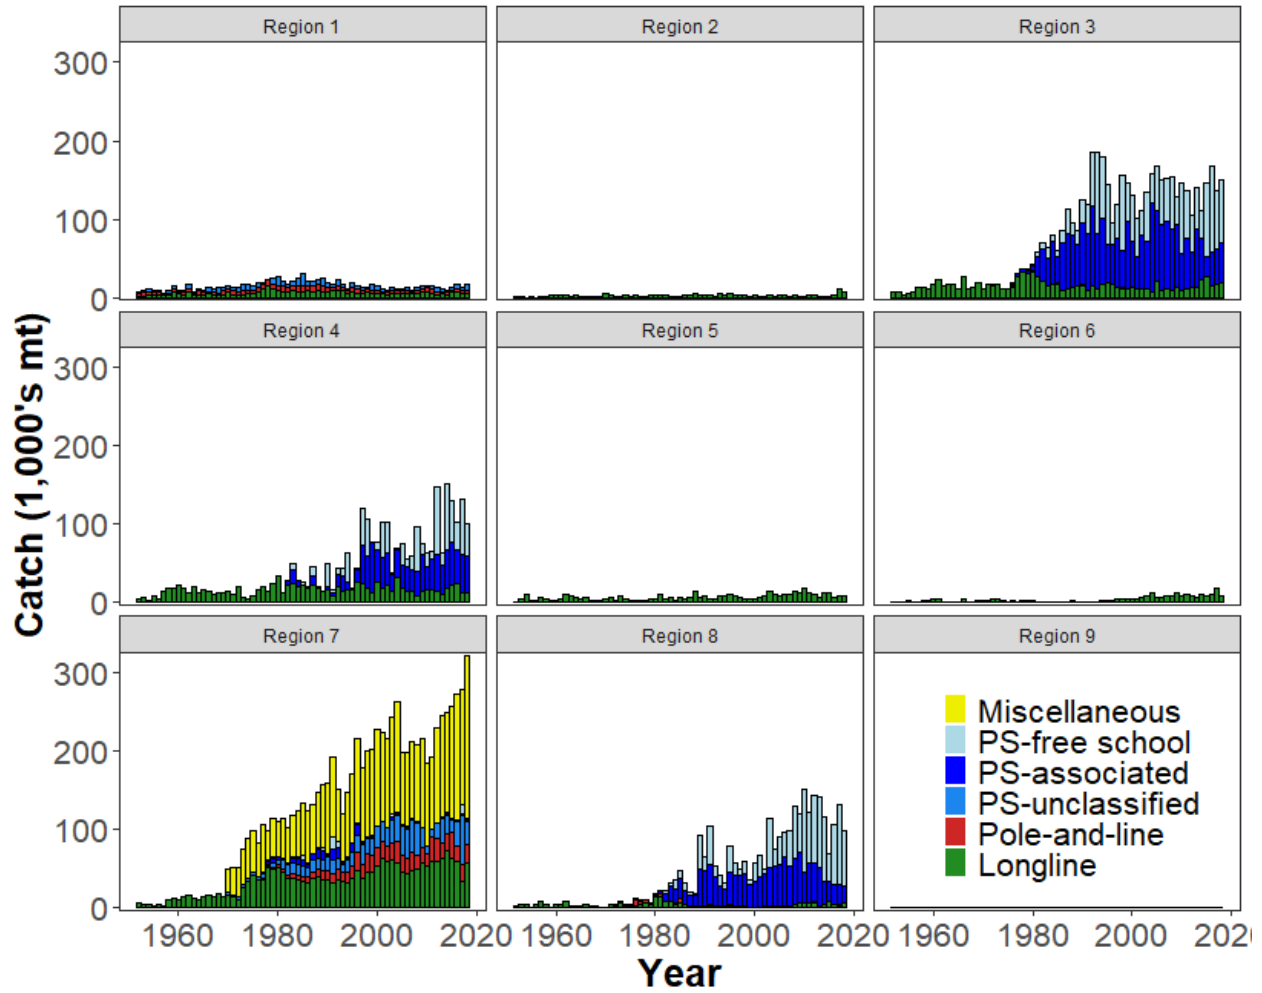 Region 1 Region 2 Region 3
300
200
100
0
Region 4 Region 5 Region 6
300
200
100
0
Region 7 Region 8 Region 9
300
200
100
0
Catch (1,000's mt)
Miscellaneous
PS-free school
PS-associated
PS-unclassified
Pole-and-line
Longline
1960 1980 2000 2020 1960 1980 2000 2020 1960 1980 2000 202
Year